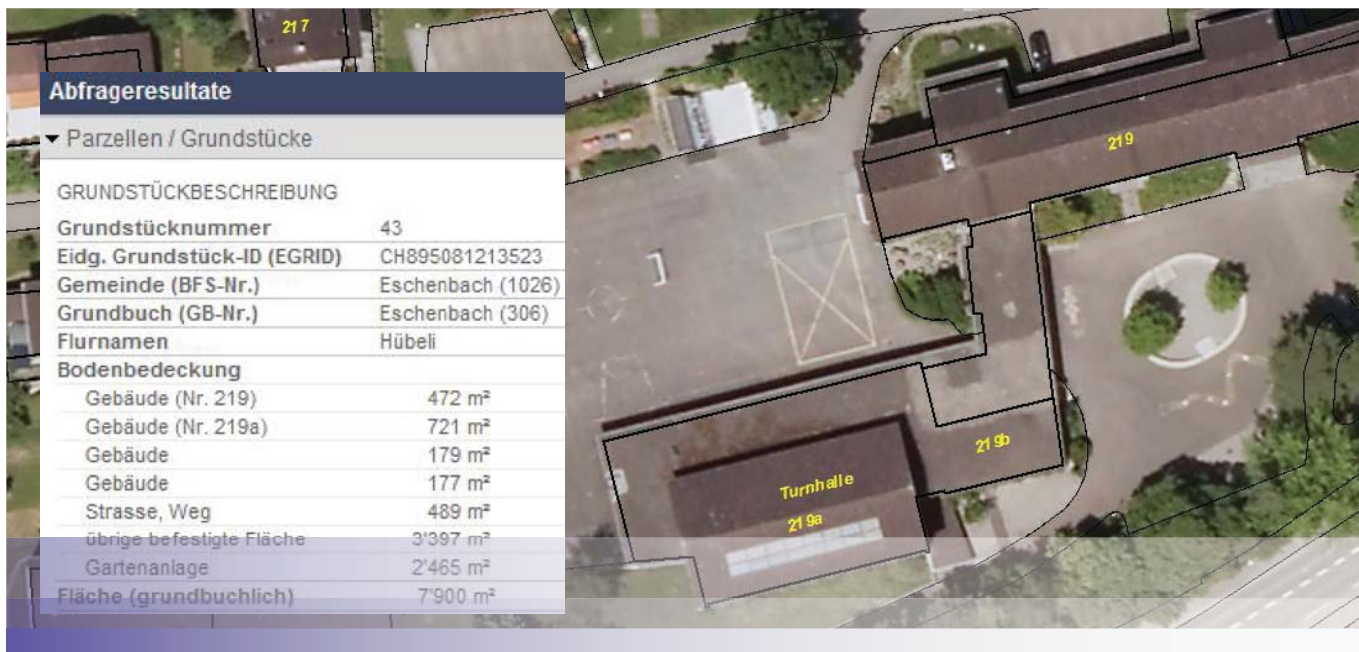 217
Abfrageresultate
Parzellen / Grundstücke
GRUNDSTÜCKBESCHREIBUNG
Grundstücknummer 43
Eidg. Grundstück-ID (EGRID) CH895081213523
Gemeinde (BFS-Nr.) Eschenbach (1026)
Grundbuch (GB-Nr.) Eschenbach (306)
Flurnamen Hübeli
Bodenbedeckung
Gebäude (Nr. 219) 472 m²
Gebäude (Nr. 219a) 721 m²
Gebäude 179 m²
Gebäude 177 m²
Strasse, Weg 489 m²
übrige befestigte Fläche 3'397 m²
Gartenanlage 2'465 m²
Fläche (grundbuchlich) 7'900 m²
219
219b
Turnhalle
219a